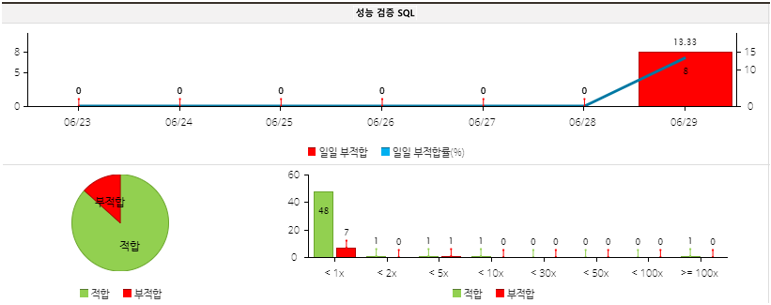 성능 검증 SQL
13.33
8 15
10
5 8
0 0 0 0 0 0
0 0
06/23 06/24 06/25 06/26 06/27 06/28 06/29
일일 부적합 일일 부적합률(%)
60
부적합
40
48
적합
20
7 1 0 1 1 1 0 0 0 0 0 0 0 1 0
0
< 1x < 2x < 5x < 10x < 30x < 50x < 100x >= 100x
적합 부적합 적합 부적합